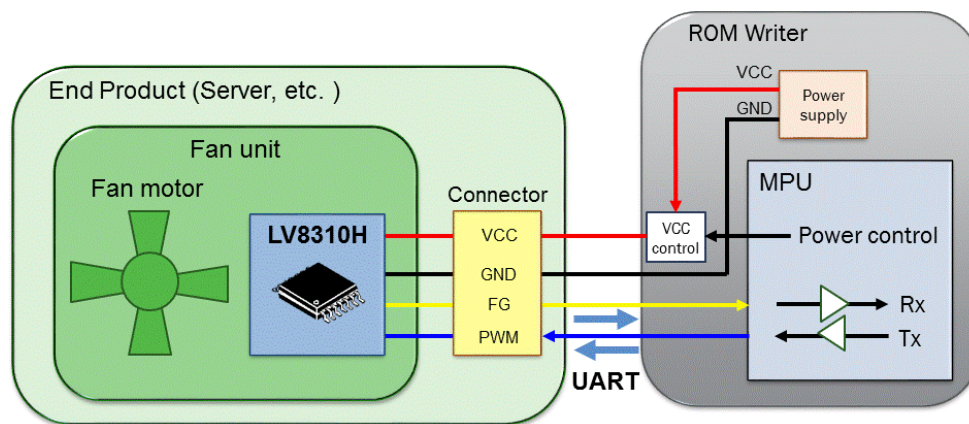 ROM Writer
End Product (Server, etc. )
VCC
GND
Power
supply
Fan unit
Fan motor
Connector
MPU
LV8310H
VCC
VCC
control
Power control
GND
FG
Rx
PWM
Tx
UART